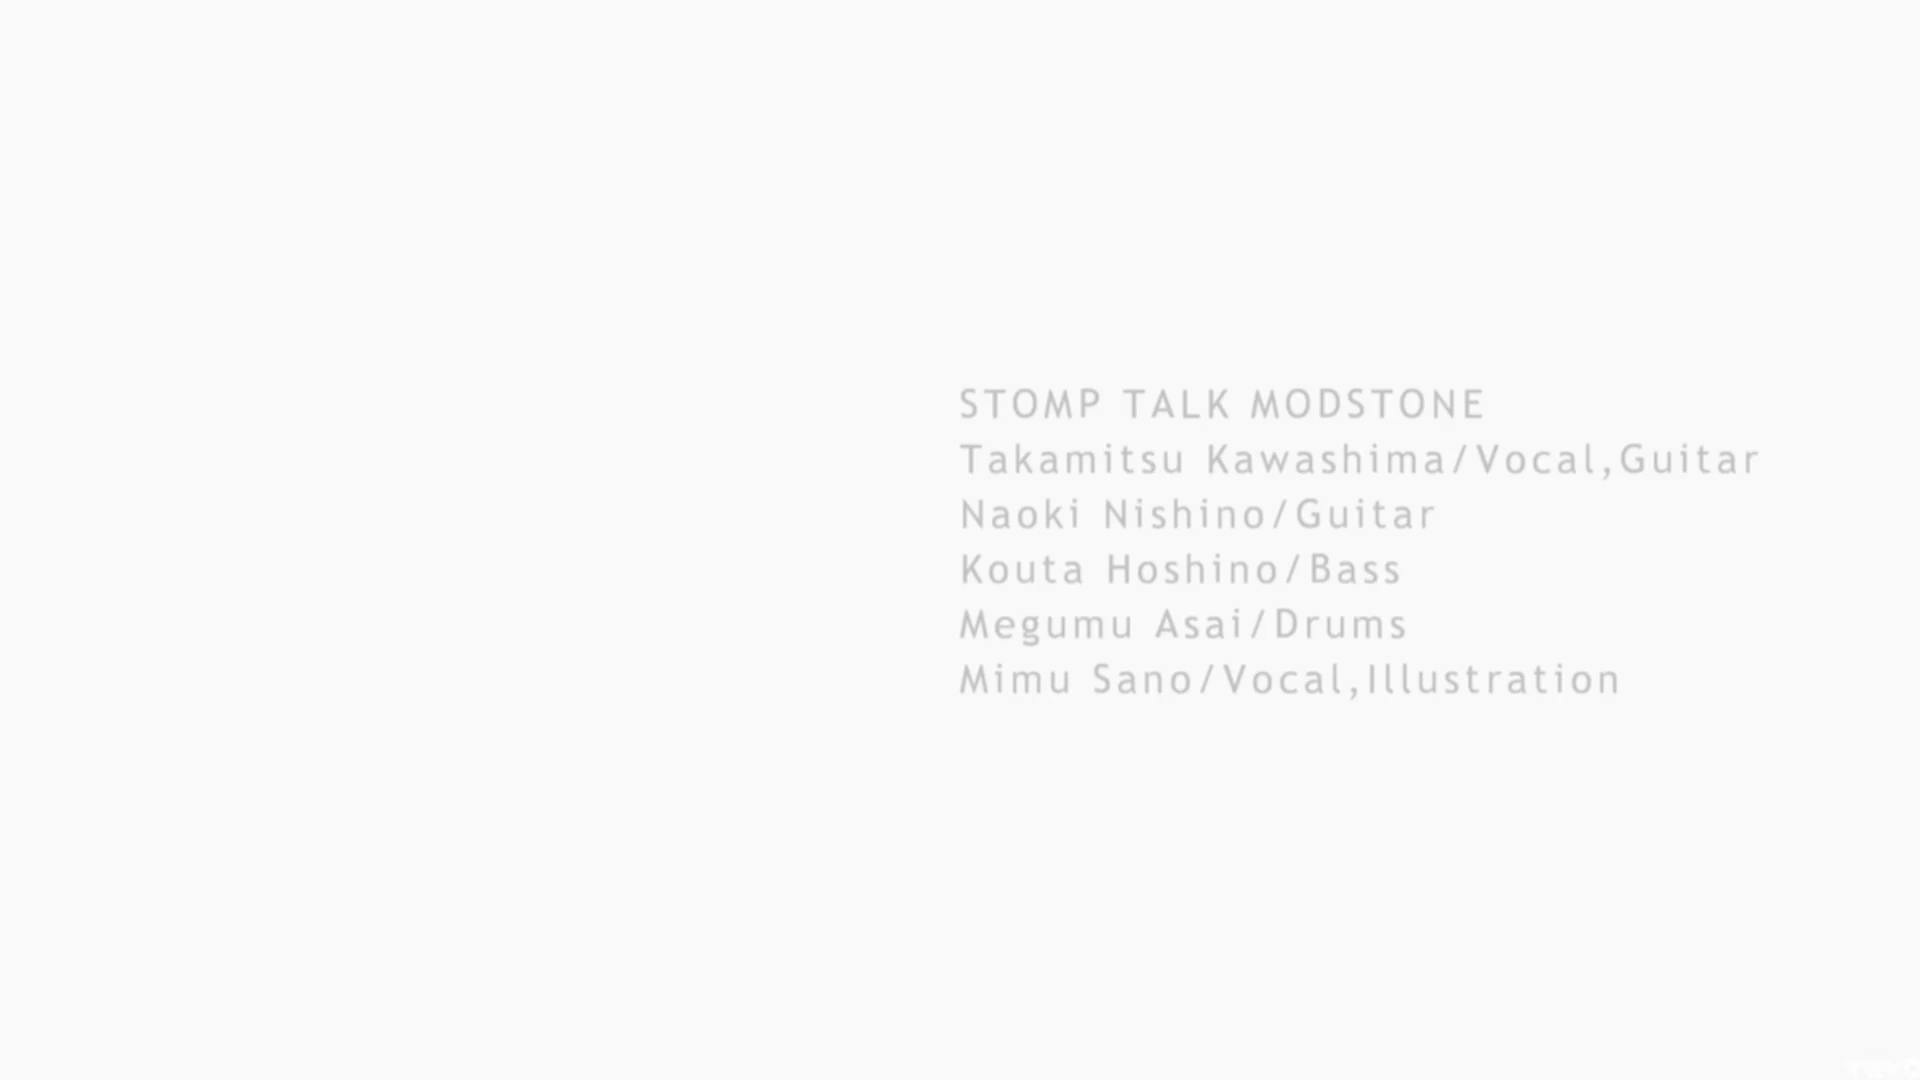 STOMP TALK MODSTONE
Takamitsu Kawashima/Vocal,Guitar
Naoki Nishino/Guitar
Kouta Hoshino/Bass
Megumu Asai/Drums
Mimu Sano/Vocal,Illustration